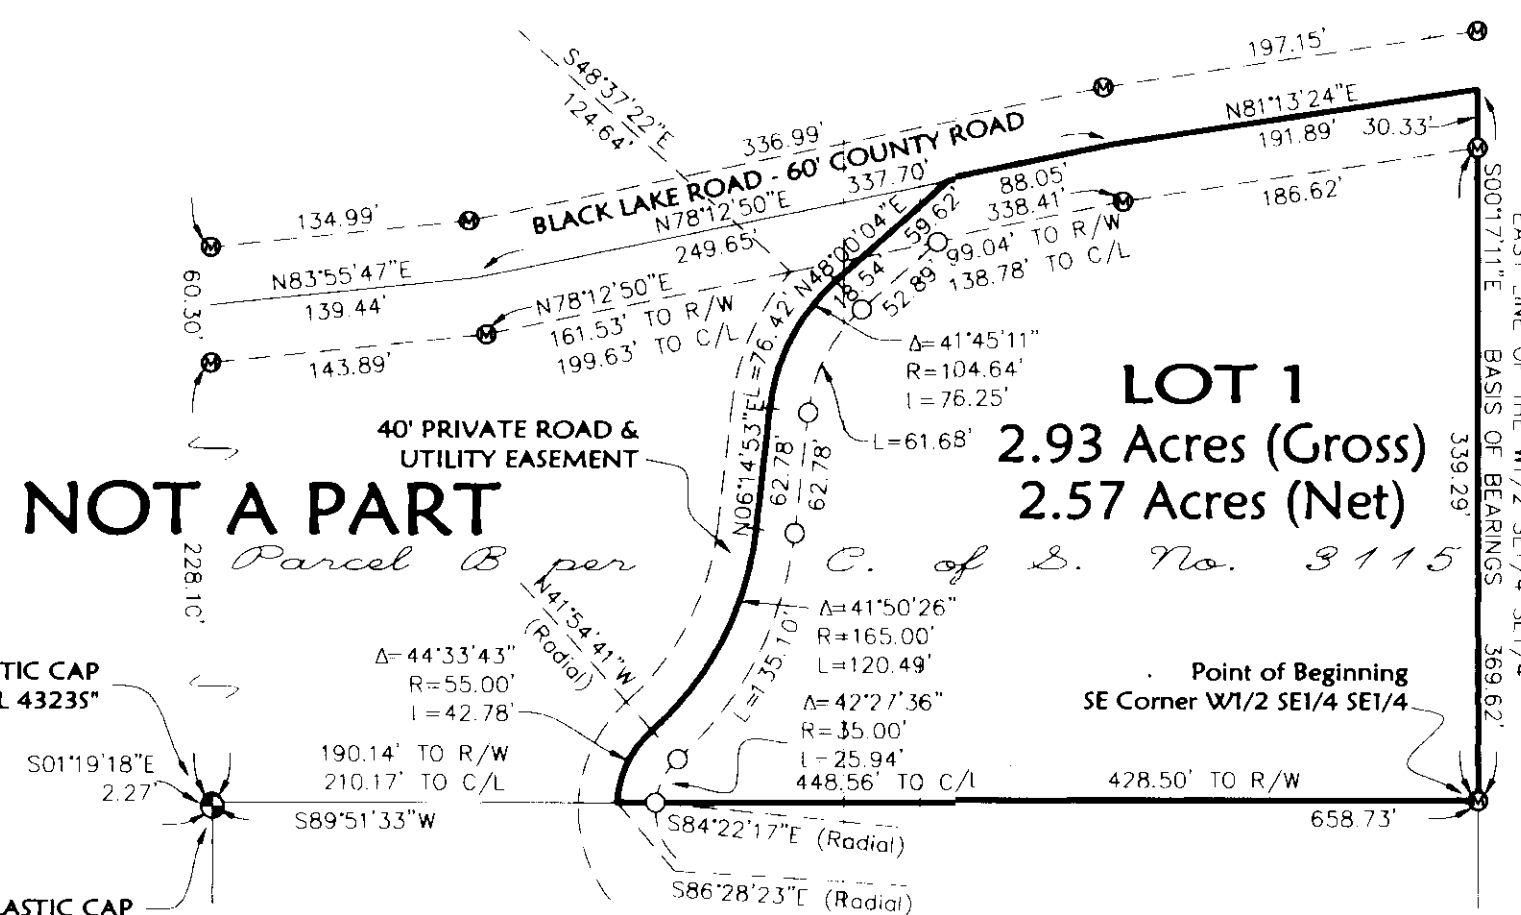 197.15'
S48°37'22"E
124.64'
336.99'
BLACK LAKE ROAD - 60' COUNTY ROAD
N81°13'24"E
191.89'
30.33'
134.99'
N78°12'50"E
337.70'
249.65'
88.05'
338.41'
186.62'
N83°55'47"E
139.44'
60.30'
143.89'
N78°12'50"E
161.53' TO R/W
199.63' TO C/L
N48°00'04"E
59.62'
18.54'
52.89'
99.04' TO R/W
138.78' TO C/L
L=76.42'
Δ=41°45'11"
R=104.64'
L=76.25'
L=61.68'
LOT 1
2.93 Acres (Gross)
2.57 Acres (Net)
S00°17'11"E BASIS OF BEARINGS 369.62'
339.29'
40' PRIVATE ROAD &
UTILITY EASEMENT
N06°14'53"E
62.78'
62.78'
NOT A PART
Parcel B per C. of S. No. 3115
228.10'
N41°54'41"W
(Radial)
Δ=41°50'26"
R=165.00'
L=120.49'
L=135.10'
Δ=44°33'43"
R=55.00'
L=42.78'
Δ=42°27'36"
R=35.00'
L=25.94'
Point of Beginning
SE Corner W1/2 SE1/4 SE1/4
TIC CAP
L 4323S"
S01°19'18"E
2.27'
190.14' TO R/W
210.17' TO C/L
448.56' TO C/L
428.50' TO R/W
S89°51'33"W
658.73'
S84°22'17"E (Radial)
S86°28'23"E (Radial)
LASTIC CAP